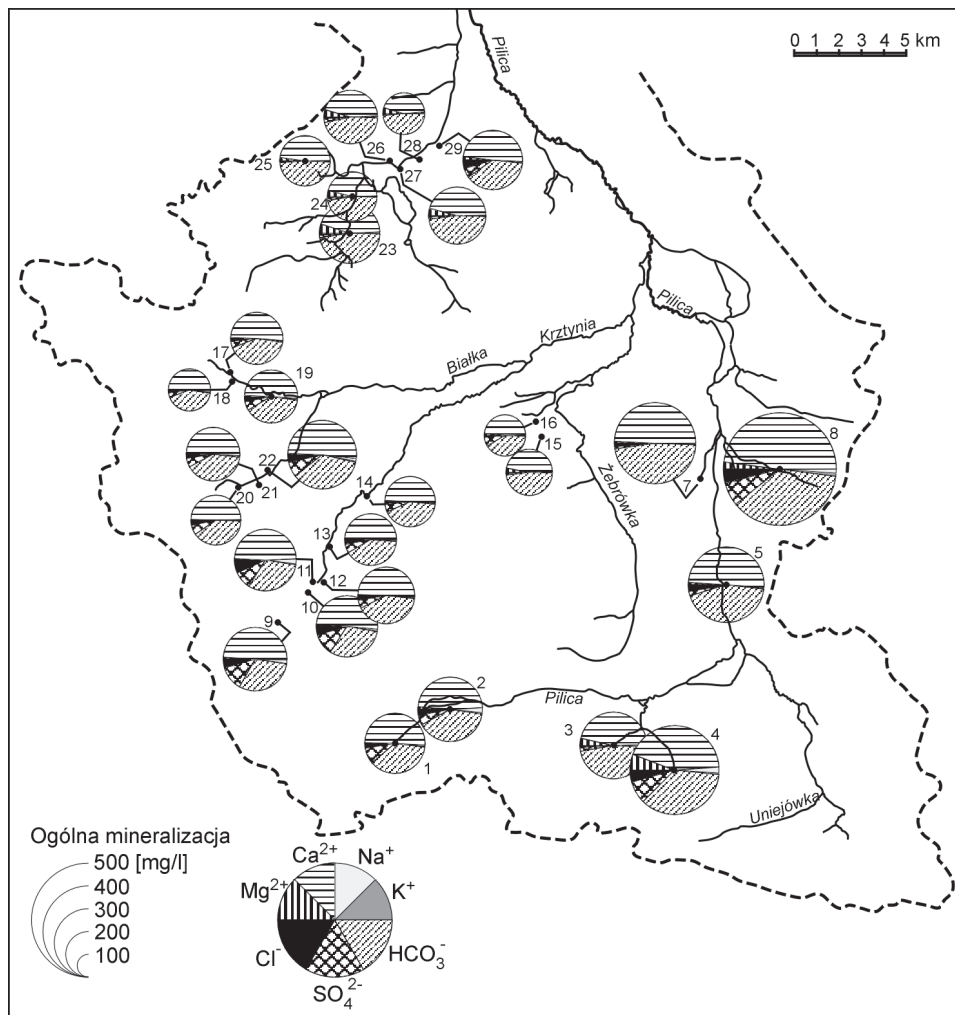 Pilica
0 1 2 3 4 5 km
26
28
29
25
27
24
23
17
19
18
Krztynia
Białka
Pilica
16
15
8
7
22
21
20
14
Żebrówka
13
11
12
10
5
9
2
Pilica
3
4
1
Uniejówka
Ogólna mineralizacja
500 [mg/l]
400
300
200
100
Ca²⁺
Na⁺
Mg²⁺
K⁺
Cl⁻
HCO₃⁻
SO₄²⁻